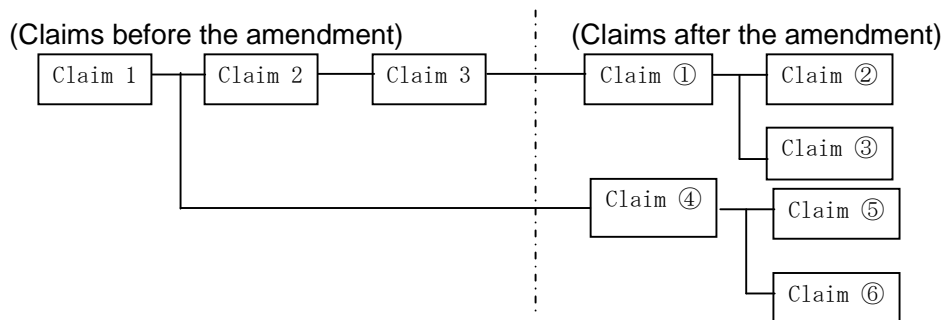 (Claims before the amendment) (Claims after the amendment)
Claim 1 Claim 2 Claim 3 Claim ① Claim ②
Claim ③
Claim ④ Claim ⑤
Claim ⑥